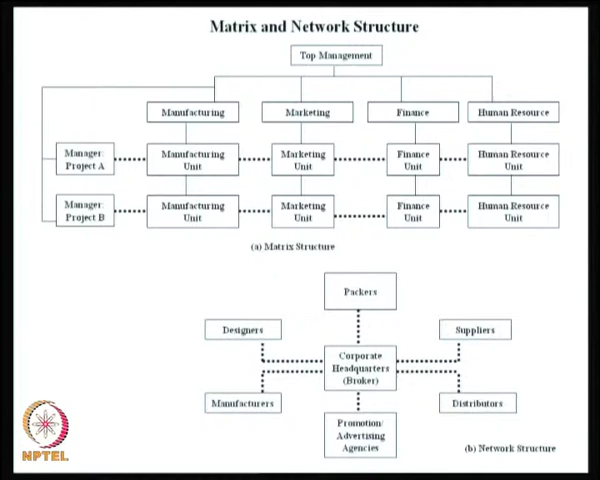 Matrix and Network Structure
Top Management
Manufacturing
Marketing
Finance
Human Resource
Manager:
Project A
Manufacturing
Unit
Marketing
Unit
Finance
Unit
Human Resource
Unit
Manager:
Project B
Manufacturing
Unit
Marketing
Unit
Finance
Unit
Human Resource
Unit
(a) Matrix Structure
Packers
Designers
Suppliers
Corporate
Headquarters
(Broker)
Manufacturers
Distributors
Promotion/
Advertising
Agencies
(b) Network Structure
NPTEL